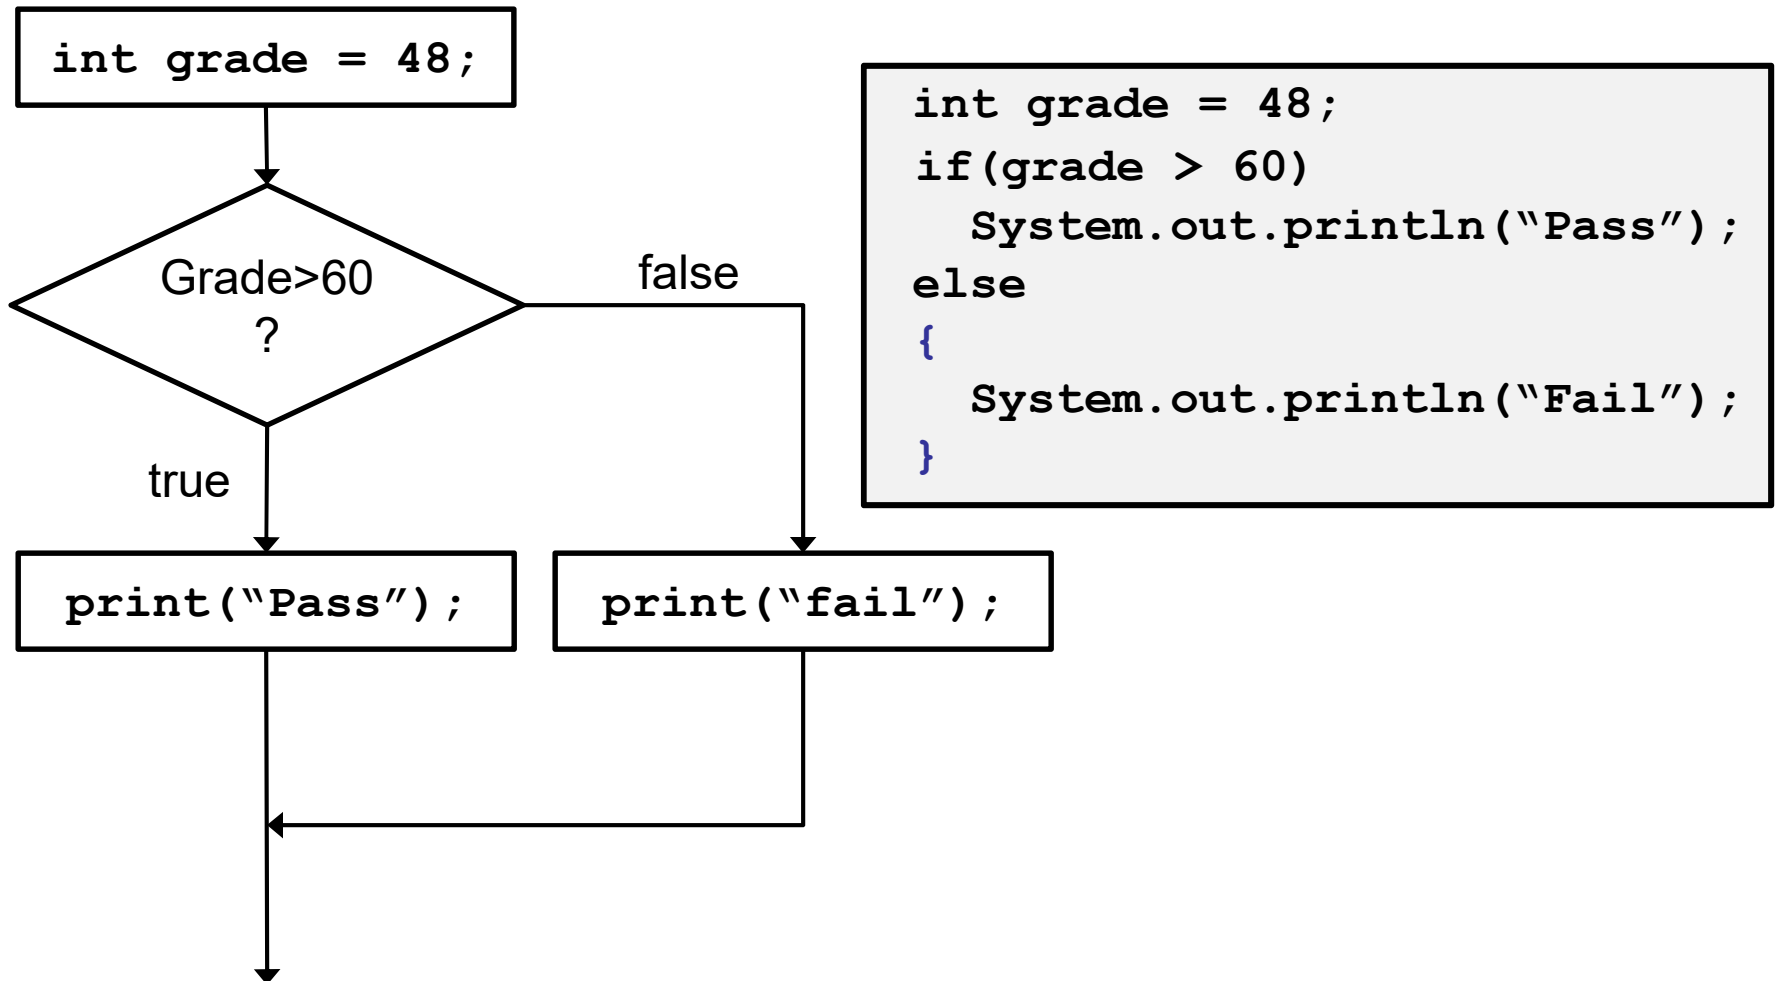 int grade = 48;
Grade>60
?
false
true
print(“Pass”);
print(“fail”);
int grade = 48;
if(grade > 60)
System.out.println(“Pass”);
else
{
System.out.println(“Fail”);
}